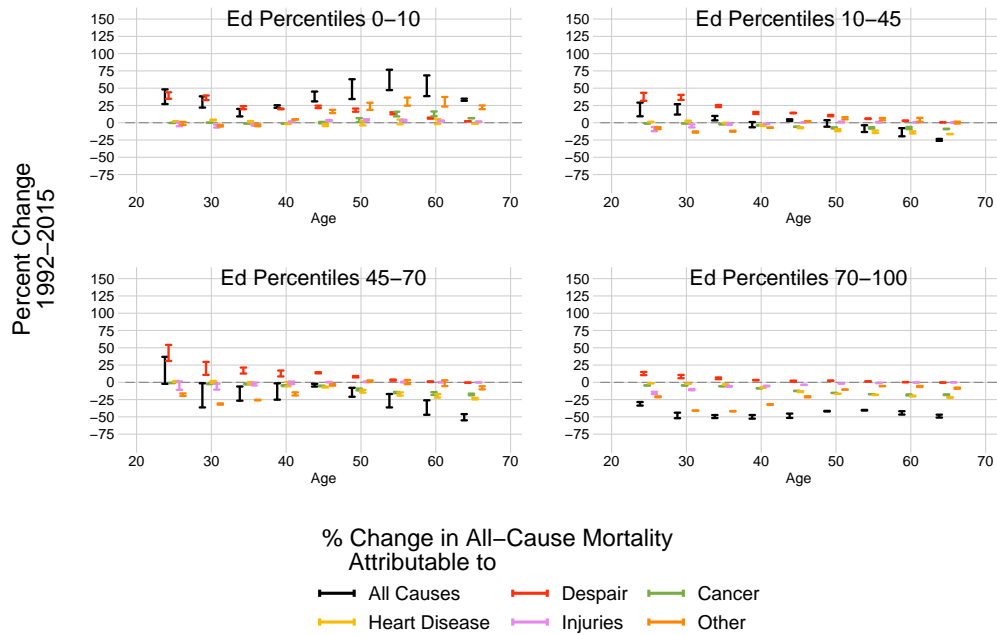 Percent Change
1992−2015
Ed Percentiles 0−10
150
125
100
75
50
25
0
−25
−50
−75
20 30 40 50 60 70
Age
Ed Percentiles 10−45
150
125
100
75
50
25
0
−25
−50
−75
20 30 40 50 60 70
Age
Ed Percentiles 45−70
150
125
100
75
50
25
0
−25
−50
−75
20 30 40 50 60 70
Age
Ed Percentiles 70−100
150
125
100
75
50
25
0
−25
−50
−75
20 30 40 50 60 70
Age
% Change in All−Cause Mortality
Attributable to
All Causes Despair Cancer
Heart Disease Injuries Other